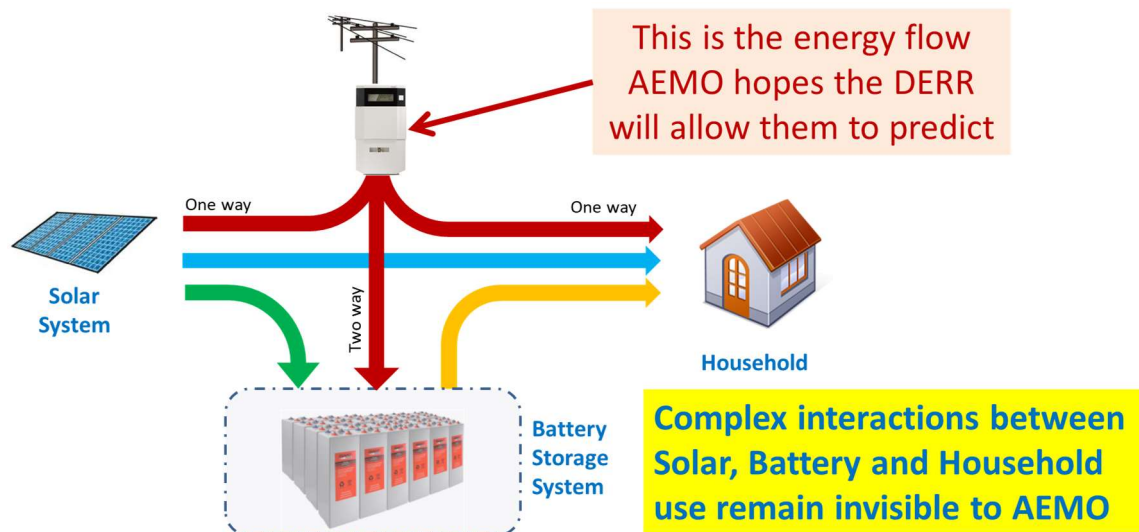 This is the energy flow
AEMO hopes the DERR
will allow them to predict
One way
One way
Solar
System
Two way
Household
Battery
Storage
System
Complex interactions between
Solar, Battery and Household
use remain invisible to AEMO